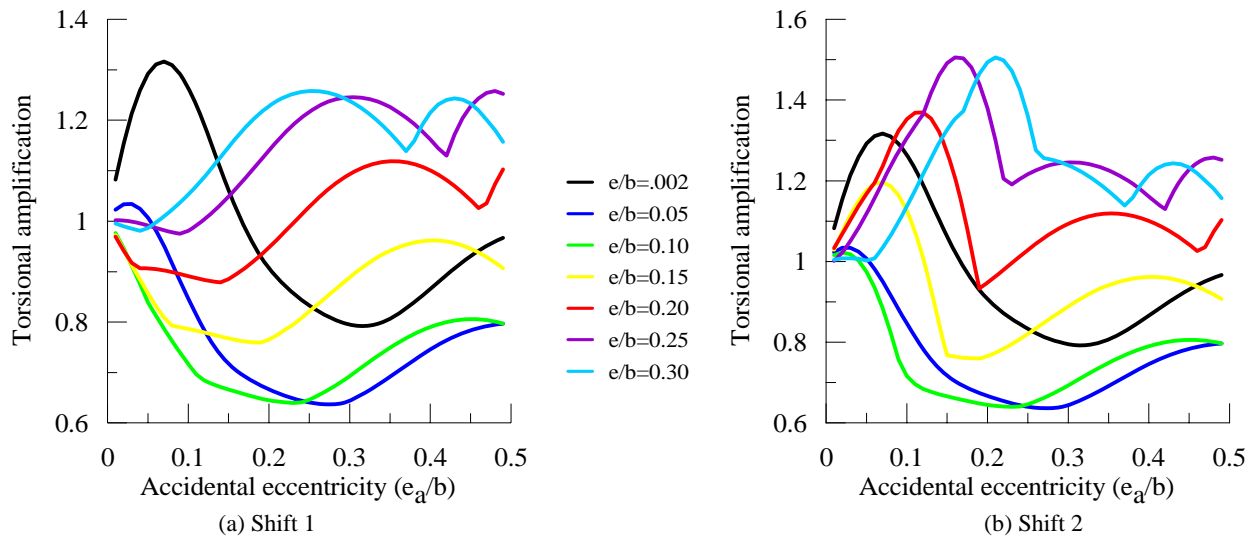 1.4
1.2
1
0.8
0.6
Torsional amplification
0 0.1 0.2 0.3 0.4 0.5
Accidental eccentricity (ea/b)
(a) Shift 1
e/b=.002
e/b=0.05
e/b=0.10
e/b=0.15
e/b=0.20
e/b=0.25
e/b=0.30
1.6
1.4
1.2
1.0
0.8
0.6
Torsional amplification
0 0.1 0.2 0.3 0.4 0.5
Accidental eccentricity (ea/b)
(b) Shift 2